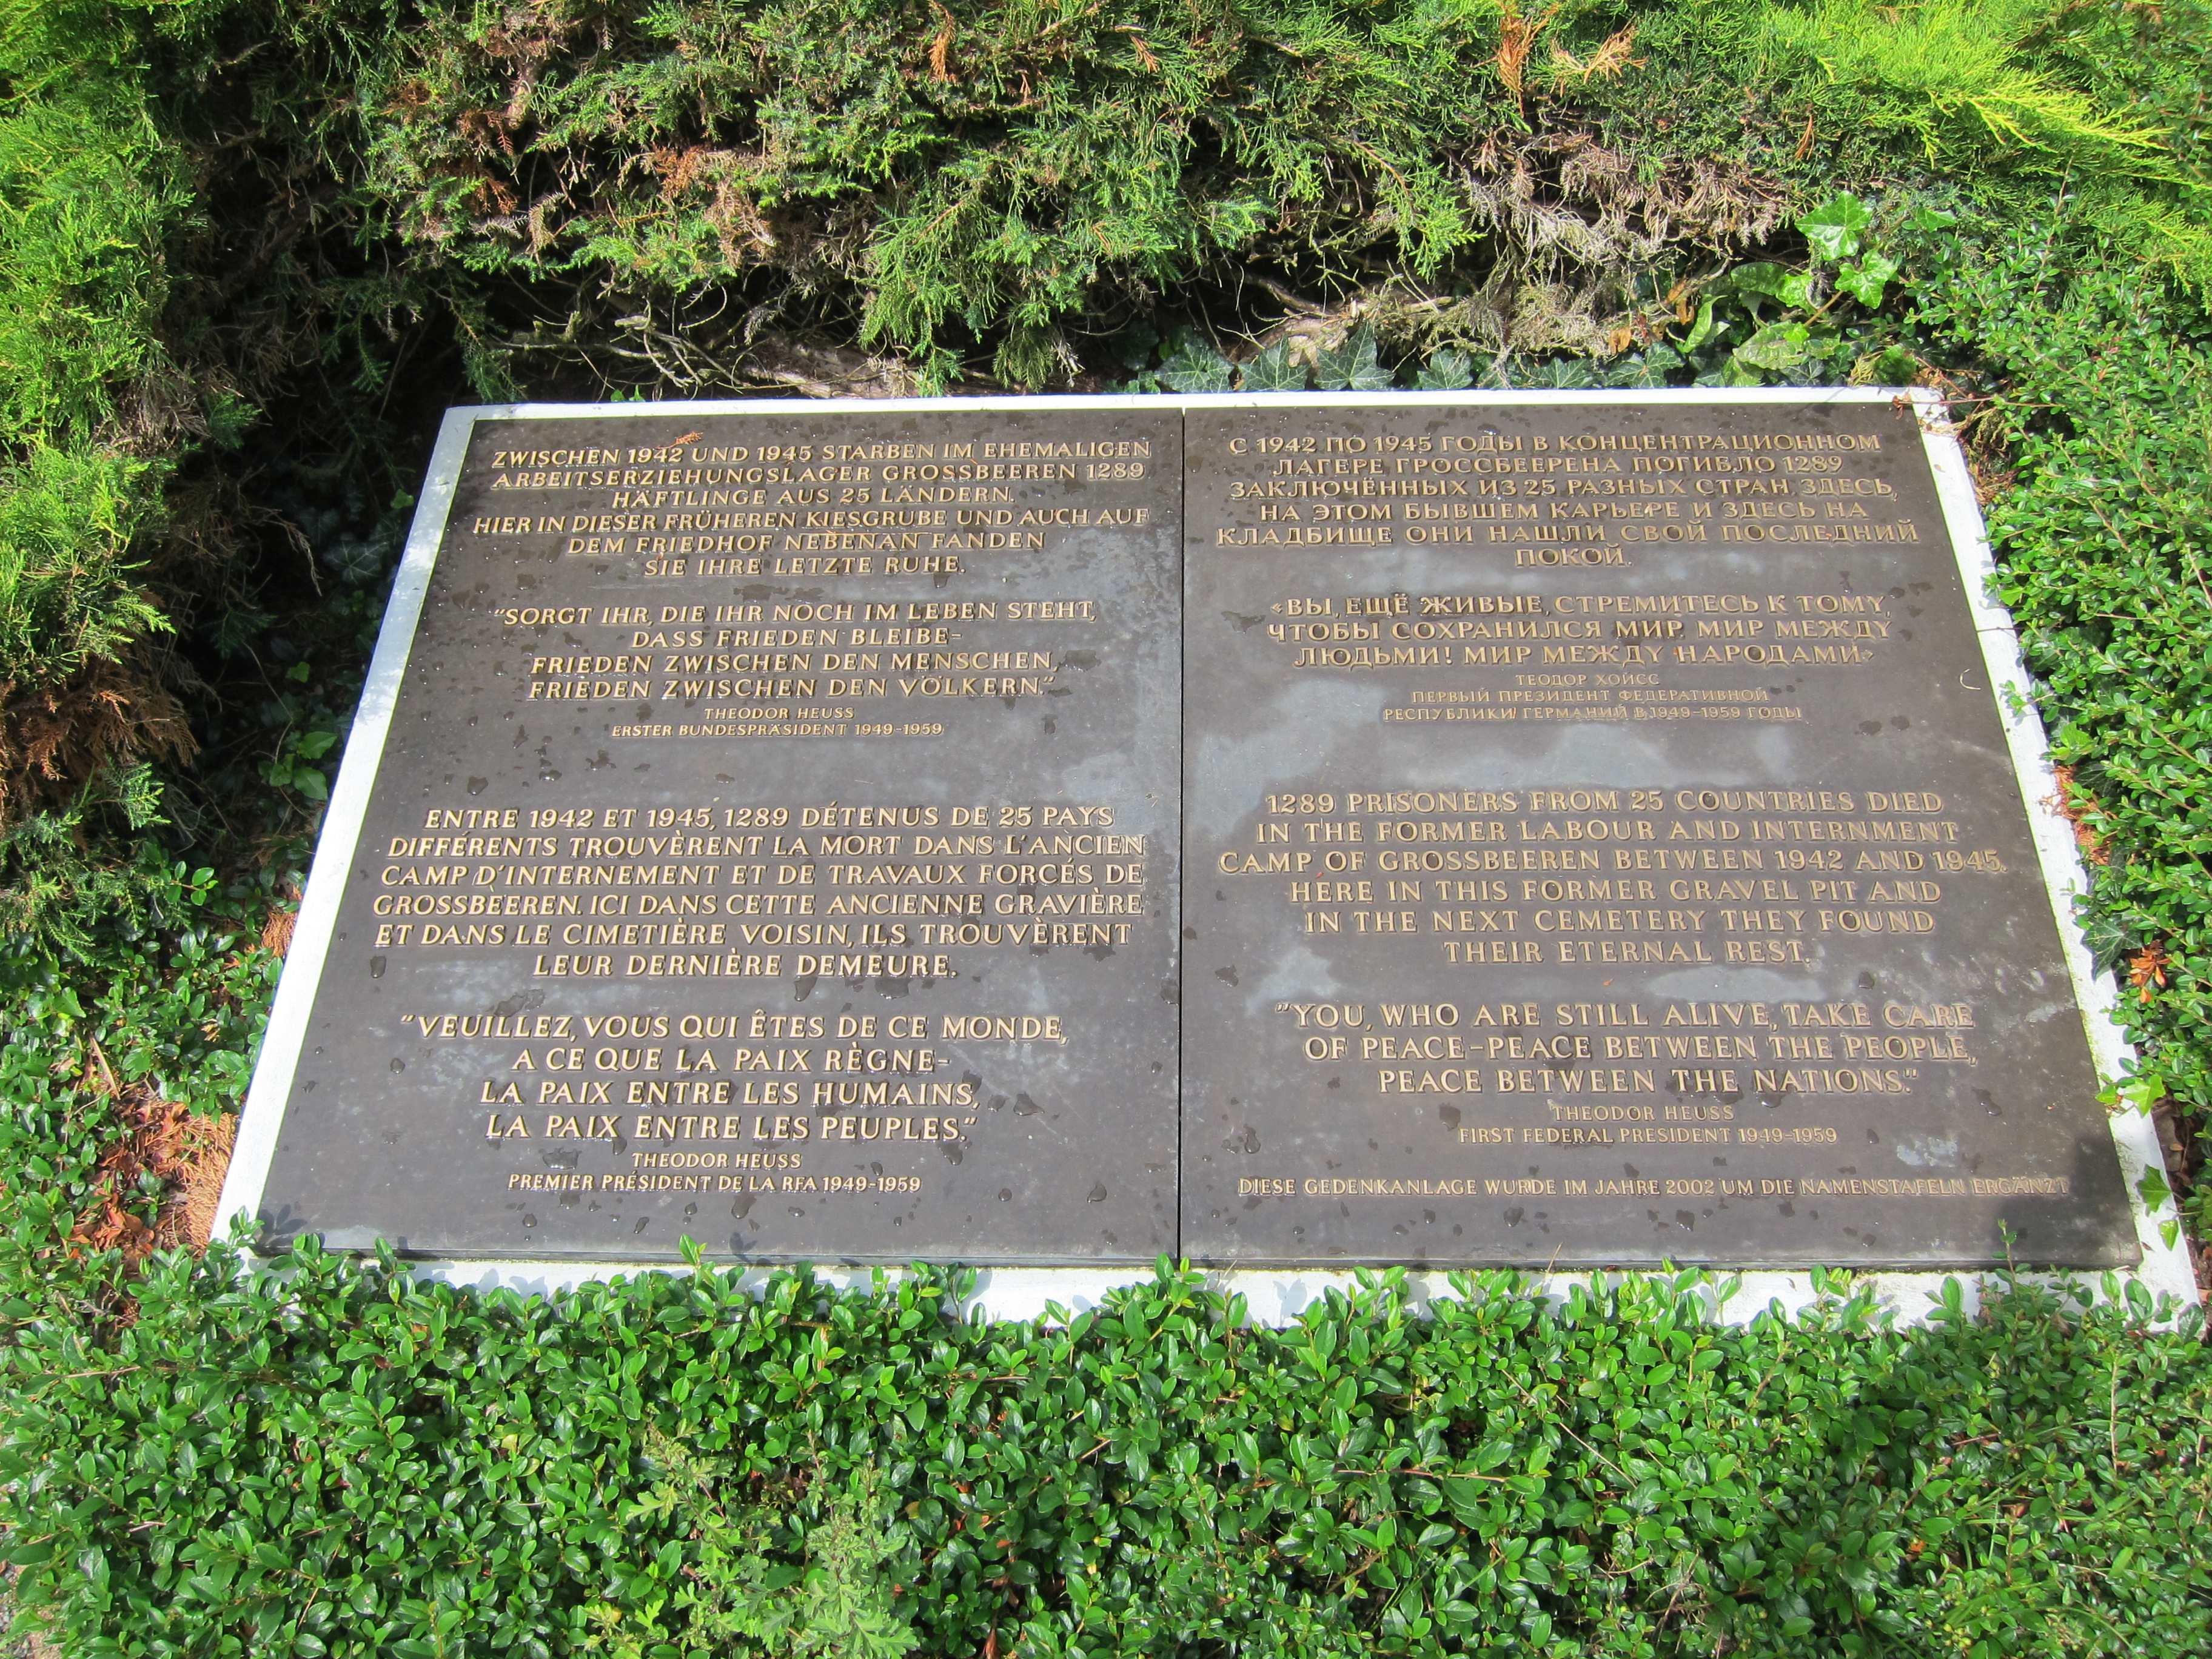 ZWISCHEN 1942 UND 1945 STARBEN IM EHEMALIGEN
ARBEITSERZIEHUNGSLAGER GROSSBEEREN 1289
HÄFTLINGE AUS 25 LÄNDERN.
HIER IN DIESER FRÜHEREN KIESGRUBE UND AUCH AUF
DEM FRIEDHOF NEBENAN FANDEN
SIE IHRE LETZTE RUHE.
"SORGT IHR, DIE IHR NOCH IM LEBEN STEHT,
DASS FRIEDEN BLEIBE-
FRIEDEN ZWISCHEN DEN MENSCHEN,
FRIEDEN ZWISCHEN DEN VÖLKERN."
THEODOR HEUSS
ERSTER BUNDESPRÄSIDENT 1949-1959
ENTRE 1942 ET 1945, 1289 DÉTENUS DE 25 PAYS
DIFFÉRENTS TROUVÈRENT LA MORT DANS L'ANCIEN
CAMP D'INTERNEMENT ET DE TRAVAUX FORCÉS DE
GROSSBEEREN. ICI DANS CETTE ANCIENNE GRAVIÈRE
ET DANS LE CIMETIÈRE VOISIN, ILS TROUVÈRENT
LEUR DERNIÈRE DEMEURE.
"VEUILLEZ, VOUS QUI ÊTES DE CE MONDE,
A CE QUE LA PAIX RÈGNE-
LA PAIX ENTRE LES HUMAINS,
LA PAIX ENTRE LES PEUPLES."
THEODOR HEUSS
PREMIER PRÉSIDENT DE LA RFA 1949-1959
С 1942 ПО 1945 ГОДЫ В КОНЦЕНТРАЦИОННОМ
ЛАГЕРЕ ГРОССБЕЕРЕНА ПОГИБЛО 1289
ЗАКЛЮЧЁННЫХ ИЗ 25 РАЗНЫХ СТРАН, ЗДЕСЬ,
НА ЭТОМ БЫВШЕМ КАРЬЕРЕ И ЗДЕСЬ НА
КЛАДБИЩЕ ОНИ НАШЛИ СВОЙ ПОСЛЕДНИЙ
ПОКОЙ.
«ВЫ, ЕЩЁ ЖИВЫЕ, СТРЕМИТЕСЬ К ТОМУ,
ЧТОБЫ СОХРАНИЛСЯ МИР, МИР МЕЖДУ
ЛЮДЬМИ! МИР МЕЖДУ НАРОДАМИ»
ТЕОДОР ХОЙСС
ПЕРВЫЙ ПРЕЗИДЕНТ ФЕДЕРАТИВНОЙ
РЕСПУБЛИКИ ГЕРМАНИЙ В 1949-1959 ГОДЫ
1289 PRISONERS FROM 25 COUNTRIES DIED
IN THE FORMER LABOUR AND INTERNMENT
CAMP OF GROSSBEEREN BETWEEN 1942 AND 1945.
HERE IN THIS FORMER GRAVEL PIT AND
IN THE NEXT CEMETERY THEY FOUND
THEIR ETERNAL REST.
"YOU, WHO ARE STILL ALIVE, TAKE CARE
OF PEACE-PEACE BETWEEN THE PEOPLE,
PEACE BETWEEN THE NATIONS."
THEODOR HEUSS
FIRST FEDERAL PRESIDENT 1949-1959
DIESE GEDENKANLAGE WURDE IM JAHRE 2002 UM DIE NAMENSTAFELN ERGÄNZT